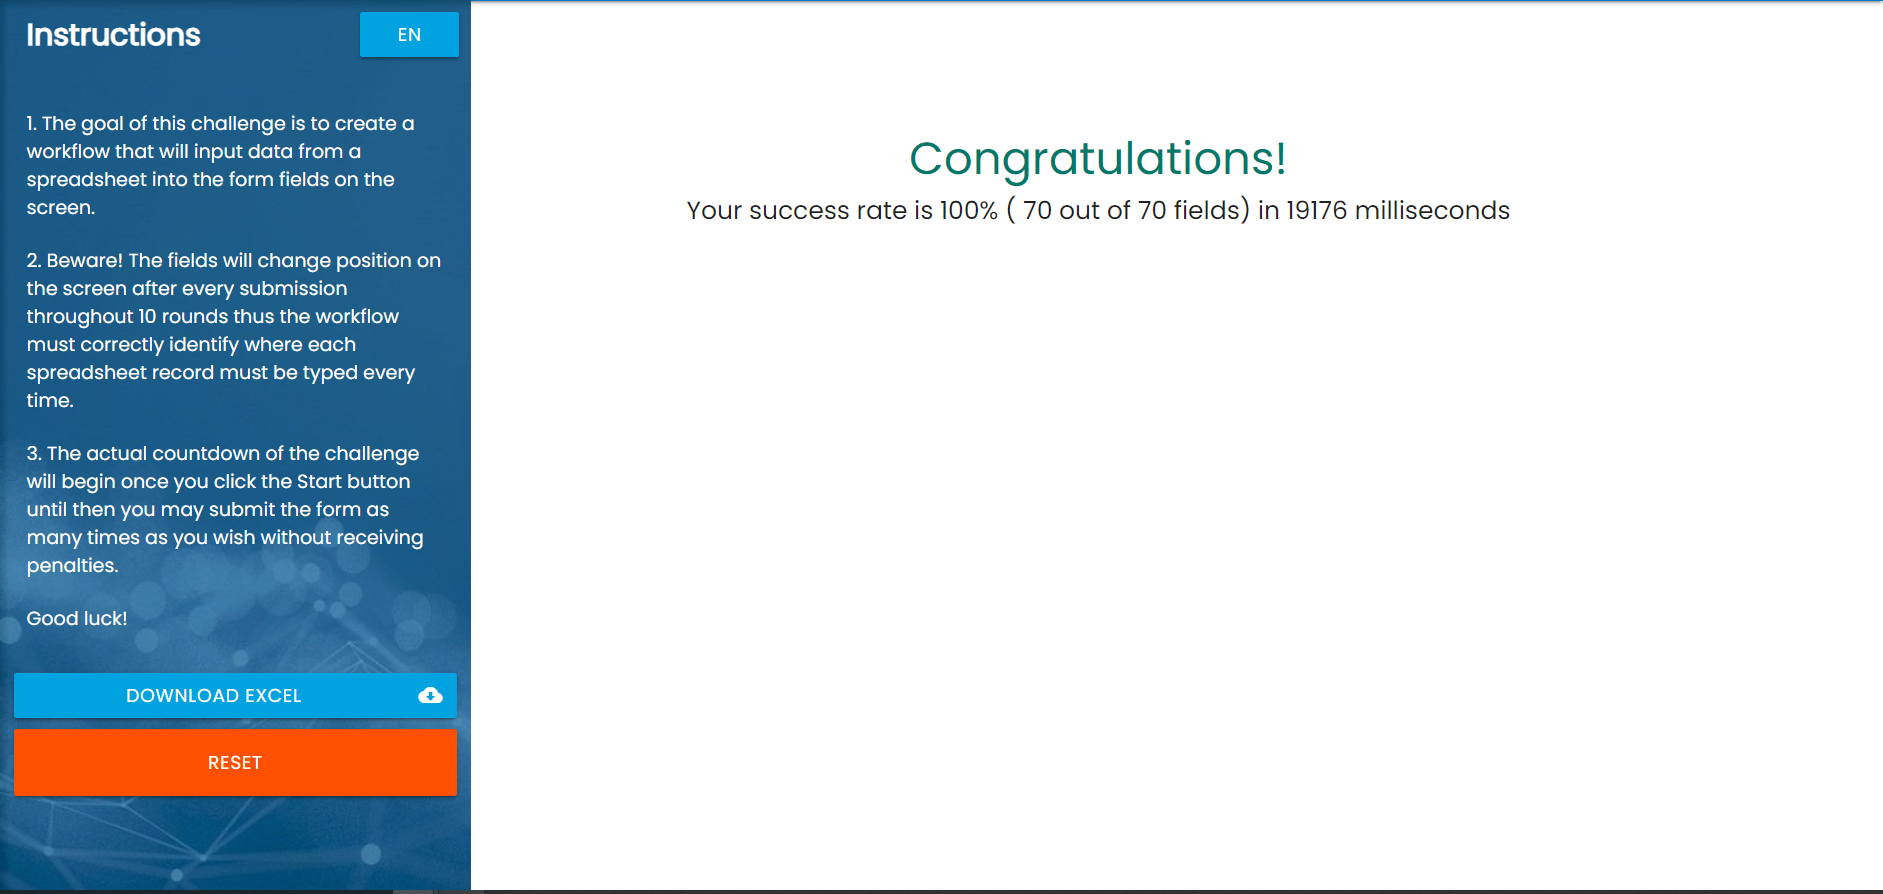 Instructions
EN
1. The goal of this challenge is to create a
workflow that will input data from a
spreadsheet into the form fields on the
screen.
2. Beware! The fields will change position on
the screen after every submission
throughout 10 rounds thus the workflow
must correctly identify where each
spreadsheet record must be typed every
time.
3. The actual countdown of the challenge
will begin once you click the Start button
until then you may submit the form as
many times as you wish without receiving
penalties.
Good luck!
DOWNLOAD EXCEL
RESET
Congratulations!
Your success rate is 100% ( 70 out of 70 fields) in 19176 milliseconds